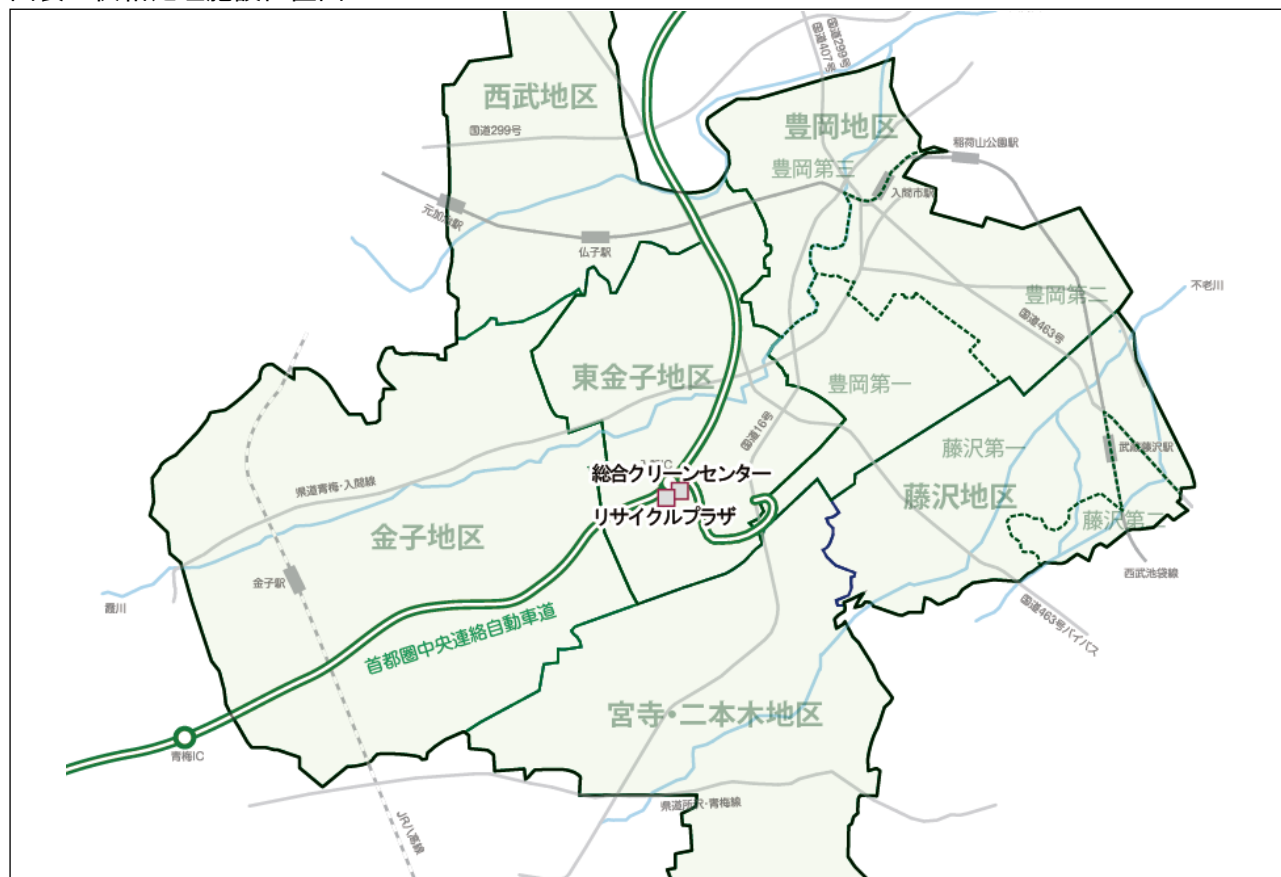 西武地区
国道299号
国道407号
国道299号
豊岡地区
豊岡第三
稲荷山公園駅
入間市駅
元加治駅
仏子駅
不老川
豊岡第二
国道463号
東金子地区
豊岡第一
国道16号
藤沢第一
武蔵藤沢駅
総合クリーンセンター
リサイクルプラザ
県道青梅・入間線
金子地区
藤沢地区
藤沢第二
金子駅
霞川
西武池袋線
国道463号バイパス
首都圏中央連絡自動車道
宮寺・二本木地区
青梅IC
県道所沢・青梅線
JR八高線